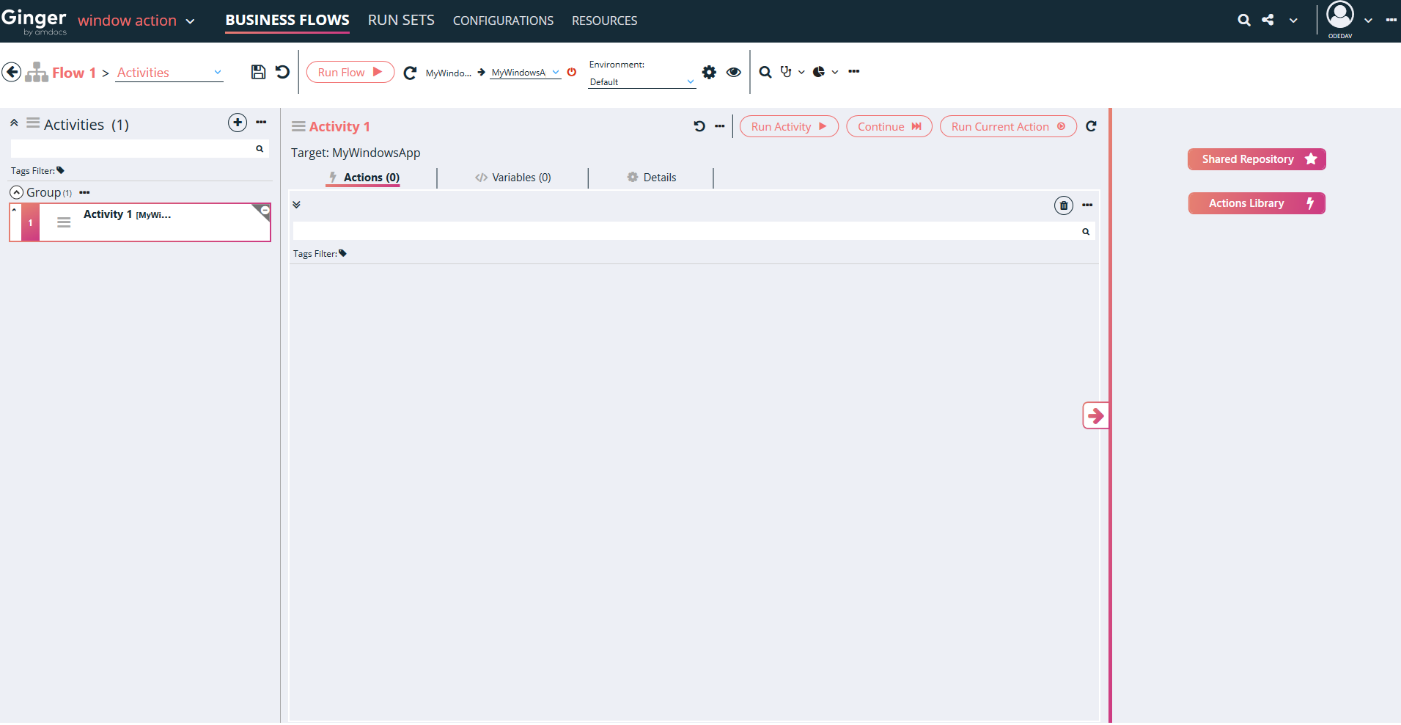 Ginger window action BUSINESS FLOWS RUN SETS CONFIGURATIONS RESOURCES
by amdocs
ODEDAV
Flow 1 > Activities Run Flow MyWindo... MyWindowsA Environment:
Default
Activities (1)
Tags Filter:
Group (1)
1 Activity 1 [MyWi...
Activity 1 Run Activity Continue Run Current Action
Target: MyWindowsApp
Actions (0) Variables (0) Details
Tags Filter:
Shared Repository
Actions Library